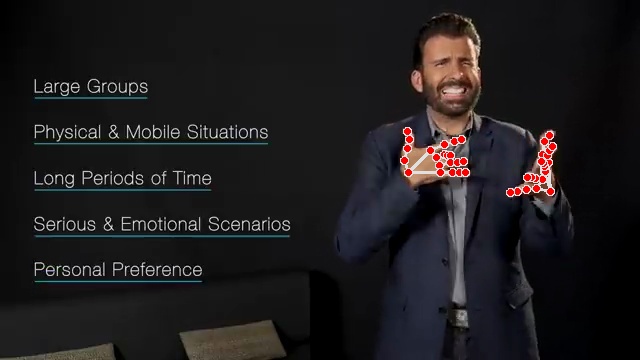 Large Groups
Physical & Mobile Situations
Long Periods of Time
Serious & Emotional Scenarios
Personal Preference